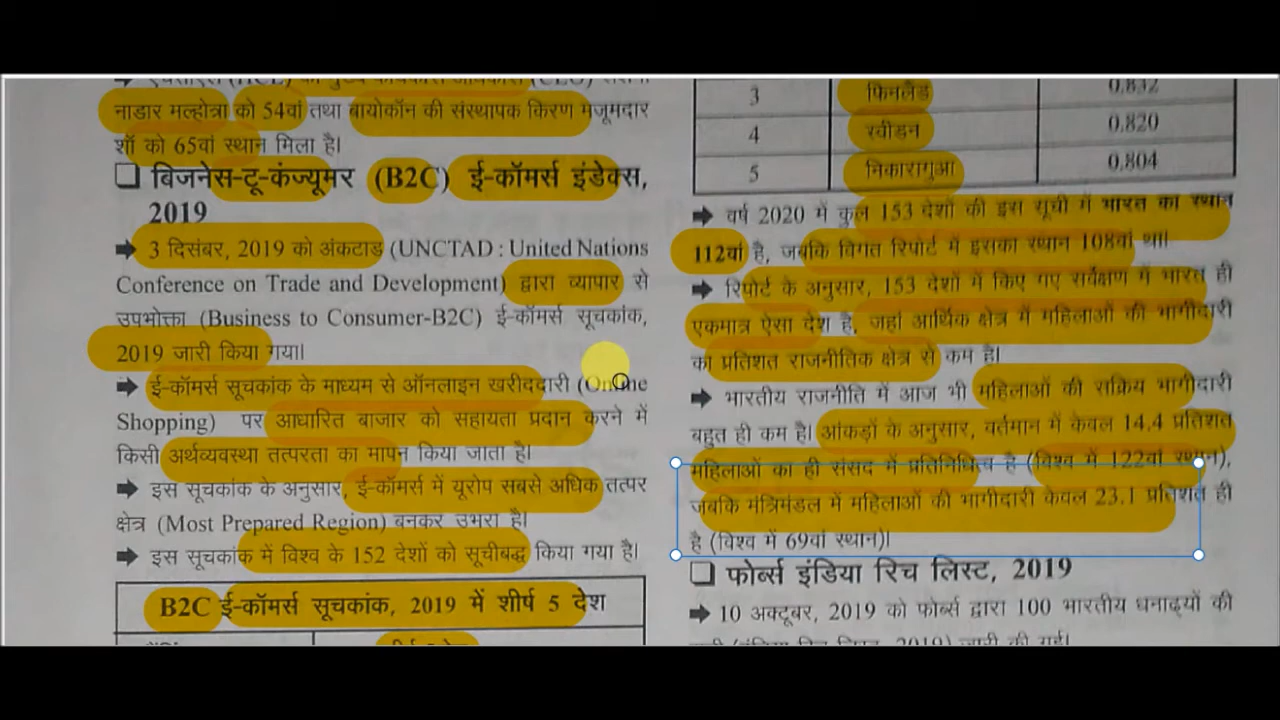 नाडार मल्होत्रा को 54वां तथा बायोकॉन की संस्थापक किरण मजूमदार
शॉ को 65वां स्थान मिला है।
❑ बिजनेस-टू-कंज्यूमर (B2C) ई-कॉमर्स इंडेक्स,
2019
➡ 3 दिसंबर, 2019 को अंकटाड (UNCTAD : United Nations
Conference on Trade and Development) द्वारा व्यापार से
उपभोक्ता (Business to Consumer-B2C) ई-कॉमर्स सूचकांक,
2019 जारी किया गया।
➡ ई-कॉमर्स सूचकांक के माध्यम से ऑनलाइन खरीददारी (Online
Shopping) पर आधारित बाजार को सहायता प्रदान करने में
किसी अर्थव्यवस्था तत्परता का मापन किया जाता है।
➡ इस सूचकांक के अनुसार, ई-कॉमर्स में यूरोप सबसे अधिक तत्पर
क्षेत्र (Most Prepared Region) बनकर उभरा है।
➡ इस सूचकांक में विश्व के 152 देशों को सूचीबद्ध किया गया है।
B2C ई-कॉमर्स सूचकांक, 2019 में शीर्ष 5 देश
3 फिनलैंड 0.832
4 स्वीडन 0.820
5 निकारागुआ 0.804
➡ वर्ष 2020 में कुल 153 देशों की इस सूची में भारत का स्थान
112वां है, जबकि विगत रिपोर्ट में इसका स्थान 108वां था।
➡ रिपोर्ट के अनुसार, 153 देशों में किए गए सर्वेक्षण में भारत ही
एकमात्र ऐसा देश है, जहां आर्थिक क्षेत्र में महिलाओं की भागीदारी
का प्रतिशत राजनीतिक क्षेत्र से कम है।
➡ भारतीय राजनीति में आज भी महिलाओं की सक्रिय भागीदारी
बहुत ही कम है। आंकड़ों के अनुसार, वर्तमान में केवल 14.4 प्रतिशत
महिलाओं का ही संसद में प्रतिनिधित्व है (विश्व में 122वां स्थान),
जबकि मंत्रिमंडल में महिलाओं की भागीदारी केवल 23.1 प्रतिशत ही
है (विश्व में 69वां स्थान)।
❑ फोर्ब्स इंडिया रिच लिस्ट, 2019
➡ 10 अक्टूबर, 2019 को फोर्ब्स द्वारा 100 भारतीय धनाढ्यों की